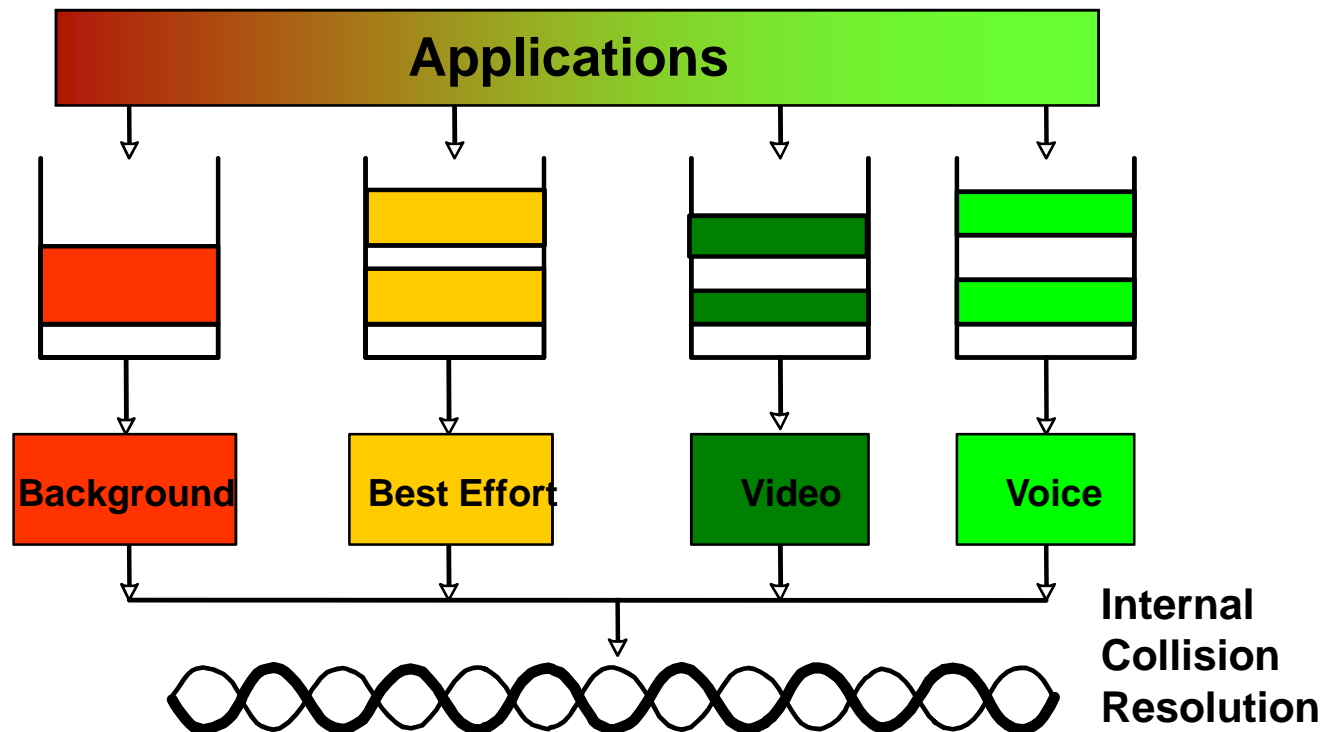 Applications
Background
Best Effort
Video
Voice
Internal
Collision
Resolution